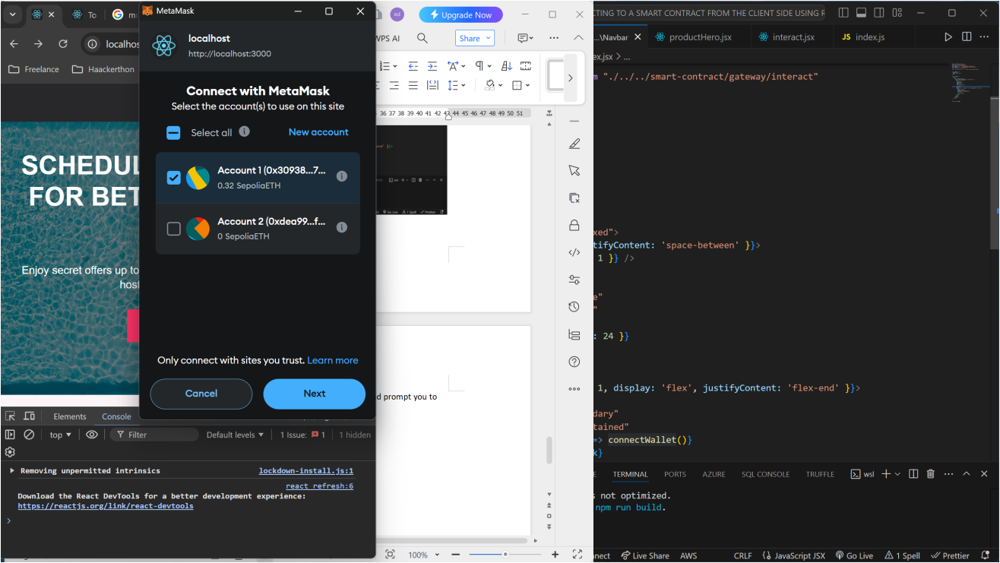 MetaMask
localhost
http://localhost:3000
Connect with MetaMask
Select the account(s) to use on this site
Select all
New account
Account 1 (0x30938...7...
0.32 SepoliaETH
Account 2 (0xdea99...f...
0 SepoliaETH
Only connect with sites you trust. Learn more
Cancel
Next
To
localhos
Freelance
Haackerthon
SCHEDUL
FOR BET
Enjoy secret offers up to
host
Elements
Console
top
Filter
Default levels
1 Issue:
1
1 hidden
Removing unpermitted intrinsics
lockdown-install.js:1
react refresh:6
Download the React DevTools for a better development experience:
https://reactjs.org/link/react-devtools
ed
Upgrade Now
WPS AI
Share
36 37 38 39 40 41 42 43 44 45 46 47 48 49 50 51
d prompt you to
100%
CTING TO A SMART CONTRACT FROM THE CLIENT SIDE USING R
...\Navbar
productHero.jsx
interact.jsx
JS index.js
ex.jsx > ...
m "./../../smart-contract/gateway/interact"
xed">
tifyContent: 'space-between' }}>
1 }} />
e"
"
: 24 }}
1, display: 'flex', justifyContent: 'flex-end' }}>
dary"
tained"
=> connectWallet()}
k}
E
TERMINAL
PORTS
AZURE
SQL CONSOLE
TRUFFLE
wsl
s not optimized.
npm run build.
nnect
Live Share
AWS
CRLF
JavaScript JSX
Go Live
1 Spell
Prettier